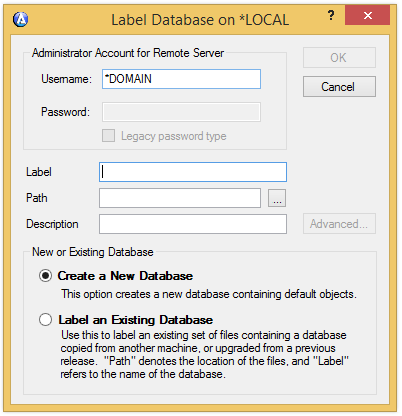 Label Database on *LOCAL
?
Administrator Account for Remote Server
OK
Username: *DOMAIN
Cancel
Password:
Legacy password type
Label
Path
...
Description
Advanced...
New or Existing Database
Create a New Database
This option creates a new database containing default objects.
Label an Existing Database
Use this to label an existing set of files containing a database
copied from another machine, or upgraded from a previous
release. "Path" denotes the location of the files, and "Label"
refers to the name of the database.